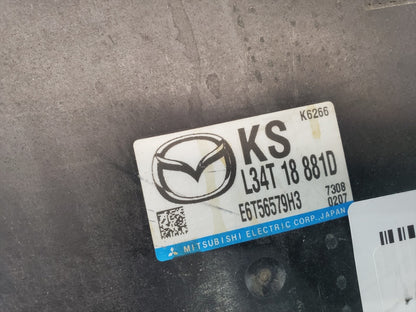 K6266
KS
L34T 18 881D
E6T56579H3
7308
0207
MITSUBISHI ELECTRIC CORP., JAPAN